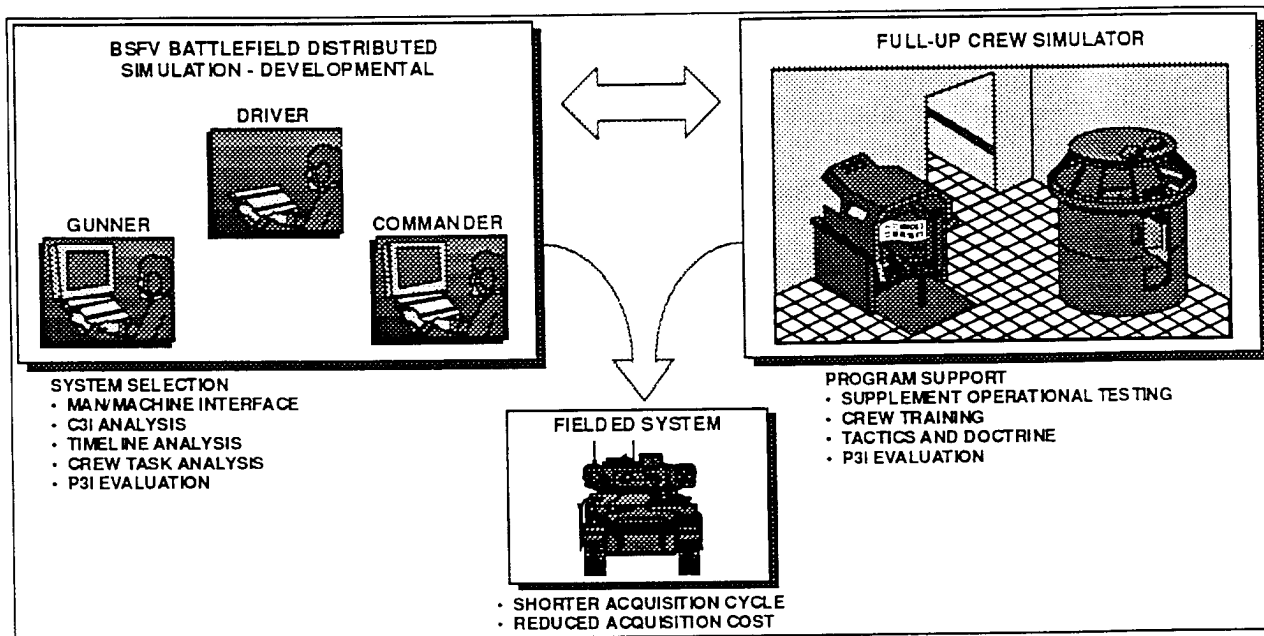 BSFV BATTLEFIELD DISTRIBUTED
SIMULATION - DEVELOPMENTAL
DRIVER
GUNNER
COMMANDER
SYSTEM SELECTION
• MAN/MACHINE INTERFACE
• C3I ANALYSIS
• TIMELINE ANALYSIS
• CREW TASK ANALYSIS
• P3I EVALUATION
FULL-UP CREW SIMULATOR
PROGRAM SUPPORT
• SUPPLEMENT OPERATIONAL TESTING
• CREW TRAINING
• TACTICS AND DOCTRINE
• P3I EVALUATION
FIELDED SYSTEM
• SHORTER ACQUISITION CYCLE
• REDUCED ACQUISITION COST